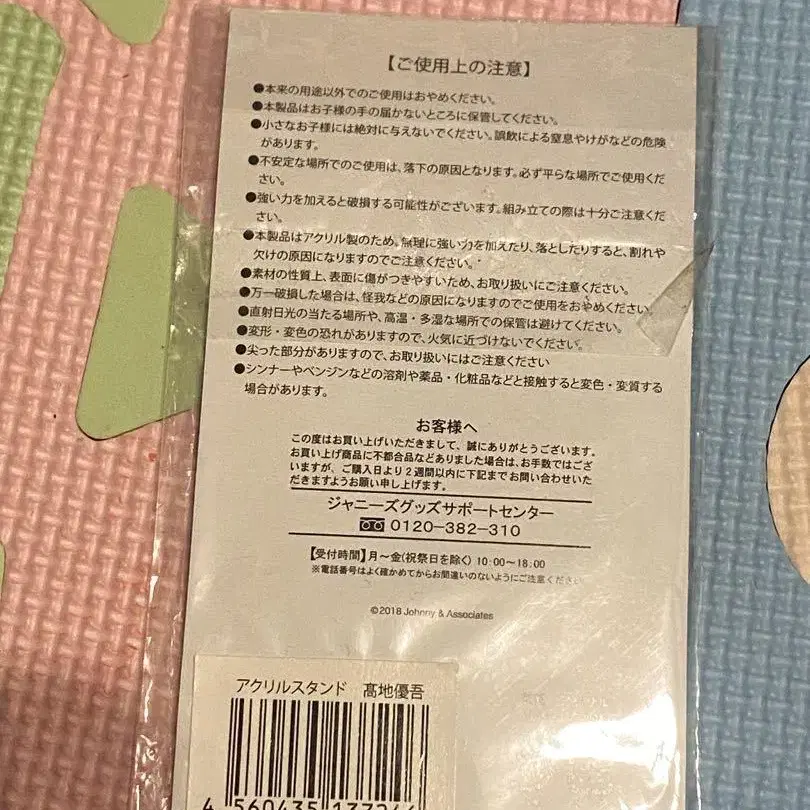 【ご使用上の注意】
●本来の用途以外でのご使用はおやめください。
●本製品はお子様の手の届かないところに保管してください。
●小さなお子様には絶対に与えないでください。誤飲による窒息やけがなどの危険
があります。
●不安定な場所でのご使用は、落下の原因となります。必ず平らな場所でご使用くだ
さい。
●強い力を加えると破損する可能性がございます。組み立ての際は十分ご注意くだ
さい。
●本製品はアクリル製のため、無理に強い力を加えたり、落としたりすると、割れや
欠けの原因になりますのでご注意ください。
●素材の性質上、表面に傷がつきやすいため、お取り扱いにご注意ください。
●万一破損した場合は、怪我などの原因になりますのでご使用をおやめください。
●直射日光の当たる場所や、高温・多湿な場所での保管は避けてください。
●変形・変色の恐れがありますので、火気に近づけないでください。
●尖った部分がありますので、お取り扱いにはご注意ください
●シンナーやベンジンなどの溶剤や薬品・化粧品などと接触すると変色・変質する
場合があります。
お客様へ
この度はお買い上げいただきまして、誠にありがとうございます。
お買い上げ商品に不都合品などありました場合は、お手数ではござ
いますが、ご購入日より2週間以内に下記までお問い合わせいた
だきますようお願い申し上げます。
ジャニーズグッズサポートセンター
0120-382-310
【受付時間】月〜金(祝祭日を除く) 10:00〜18:00
※電話番号はよく確かめてからお間違いのないようにご注意ください
©2018 Johnny & Associates
アクリルスタンド 髙地優吾
4 560435 137244